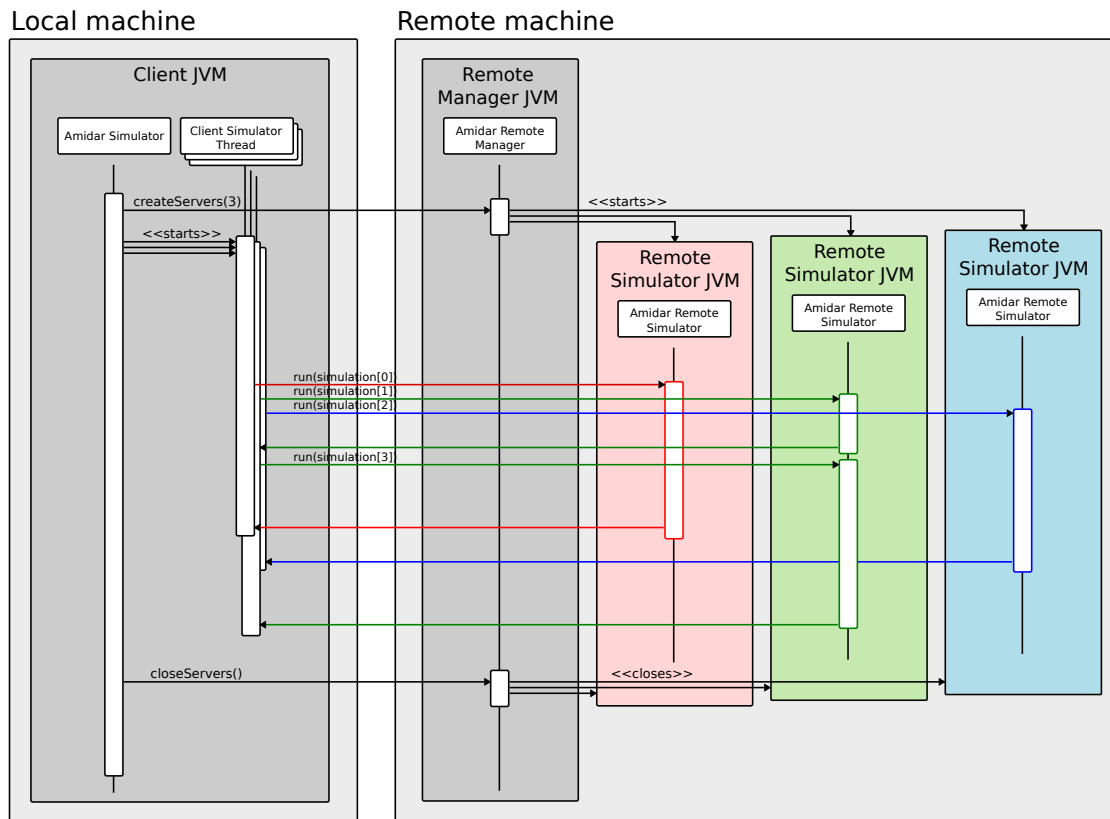 Local machine
Remote machine
Client JVM
Remote
Manager JVM
Amidar Simulator
Client Simulator
Thread
Amidar Remote
Manager
createServers(3)
<<starts>>
<<starts>>
Remote
Simulator JVM
Remote
Simulator JVM
Remote
Simulator JVM
Amidar Remote
Simulator
Amidar Remote
Simulator
Amidar Remote
Simulator
run(simulation[0])
run(simulation[1])
run(simulation[2])
run(simulation[3])
closeServers()
<<closes>>